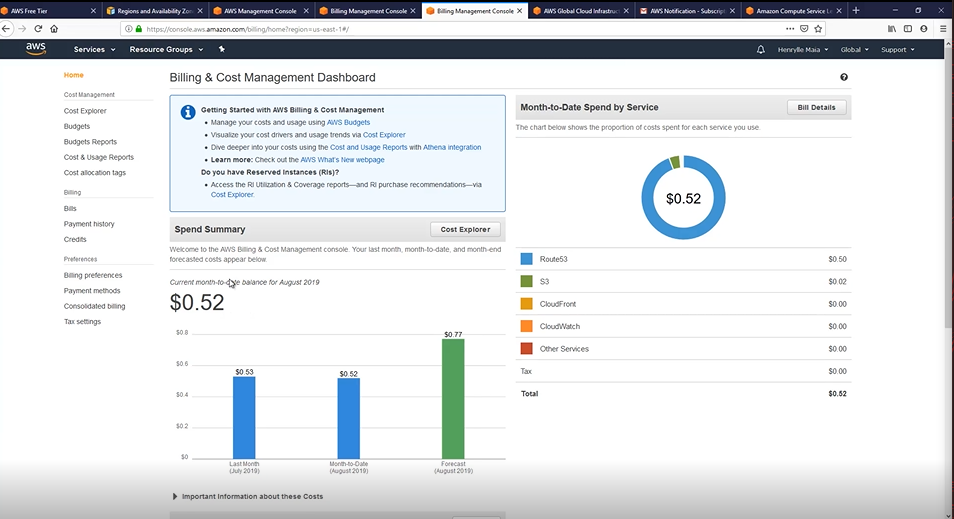 AWS Free Tier
Regions and Availability Zon
AWS Management Console
Billing Management Console
Billing Management Console
AWS Global Cloud Infrastruct
AWS Notification - Subscript
Amazon Compute Service Le
https://console.aws.amazon.com/billing/home?region=us-east-1#/
aws
Services
Resource Groups
Henrylle Maia
Global
Support
Home
Cost Management
Cost Explorer
Budgets
Budgets Reports
Cost & Usage Reports
Cost allocation tags
Billing
Bills
Payment history
Credits
Preferences
Billing preferences
Payment methods
Consolidated billing
Tax settings
Billing & Cost Management Dashboard
Getting Started with AWS Billing & Cost Management
• Manage your costs and usage using AWS Budgets
• Visualize your cost drivers and usage trends via Cost Explorer
• Dive deeper into your costs using the Cost and Usage Reports with Athena integration
• Learn more: Check out the AWS What's New webpage
Do you have Reserved Instances (RIs)?
• Access the RI Utilization & Coverage reports—and RI purchase recommendations—via
Cost Explorer.
Spend Summary
Cost Explorer
Welcome to the AWS Billing & Cost Management console. Your last month, month-to-date, and month-end
forecasted costs appear below.
Current month-to-date balance for August 2019
$0.52
$0.8
$0.6
$0.4
$0.2
$0
$0.53
$0.52
$0.77
Last Month
(July 2019)
Month-to-Date
(August 2019)
Forecast
(August 2019)
Important Information about these Costs
Month-to-Date Spend by Service
Bill Details
The chart below shows the proportion of costs spent for each service you use
$0.52
Route53 $0.50
S3 $0.02
CloudFront $0.00
CloudWatch $0.00
Other Services $0.00
Tax $0.00
Total $0.52